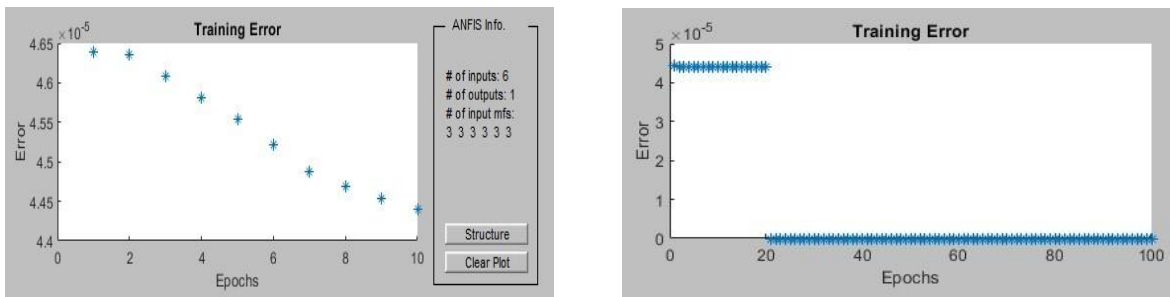 Training Error
×10^-5
4.65
4.6
4.55
4.5
4.45
4.4
Error
0 2 4 6 8 10
Epochs
ANFIS Info.
# of inputs: 6
# of outputs: 1
# of input mfs:
3 3 3 3 3 3
Structure
Clear Plot
Training Error
×10^-5
5
4
3
2
1
0
Error
0 20 40 60 80 100
Epochs